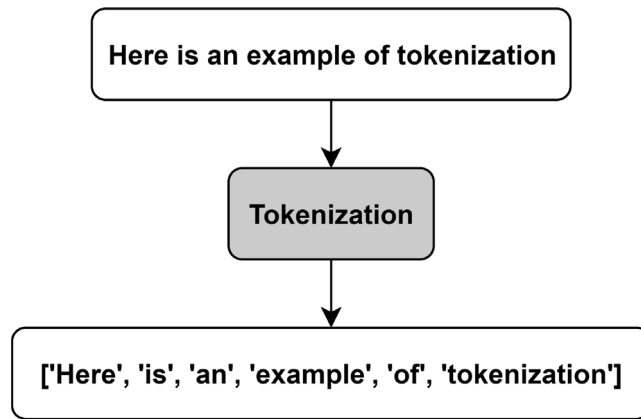 Here is an example of tokenization
Tokenization
['Here', 'is', 'an', 'example', 'of', 'tokenization']